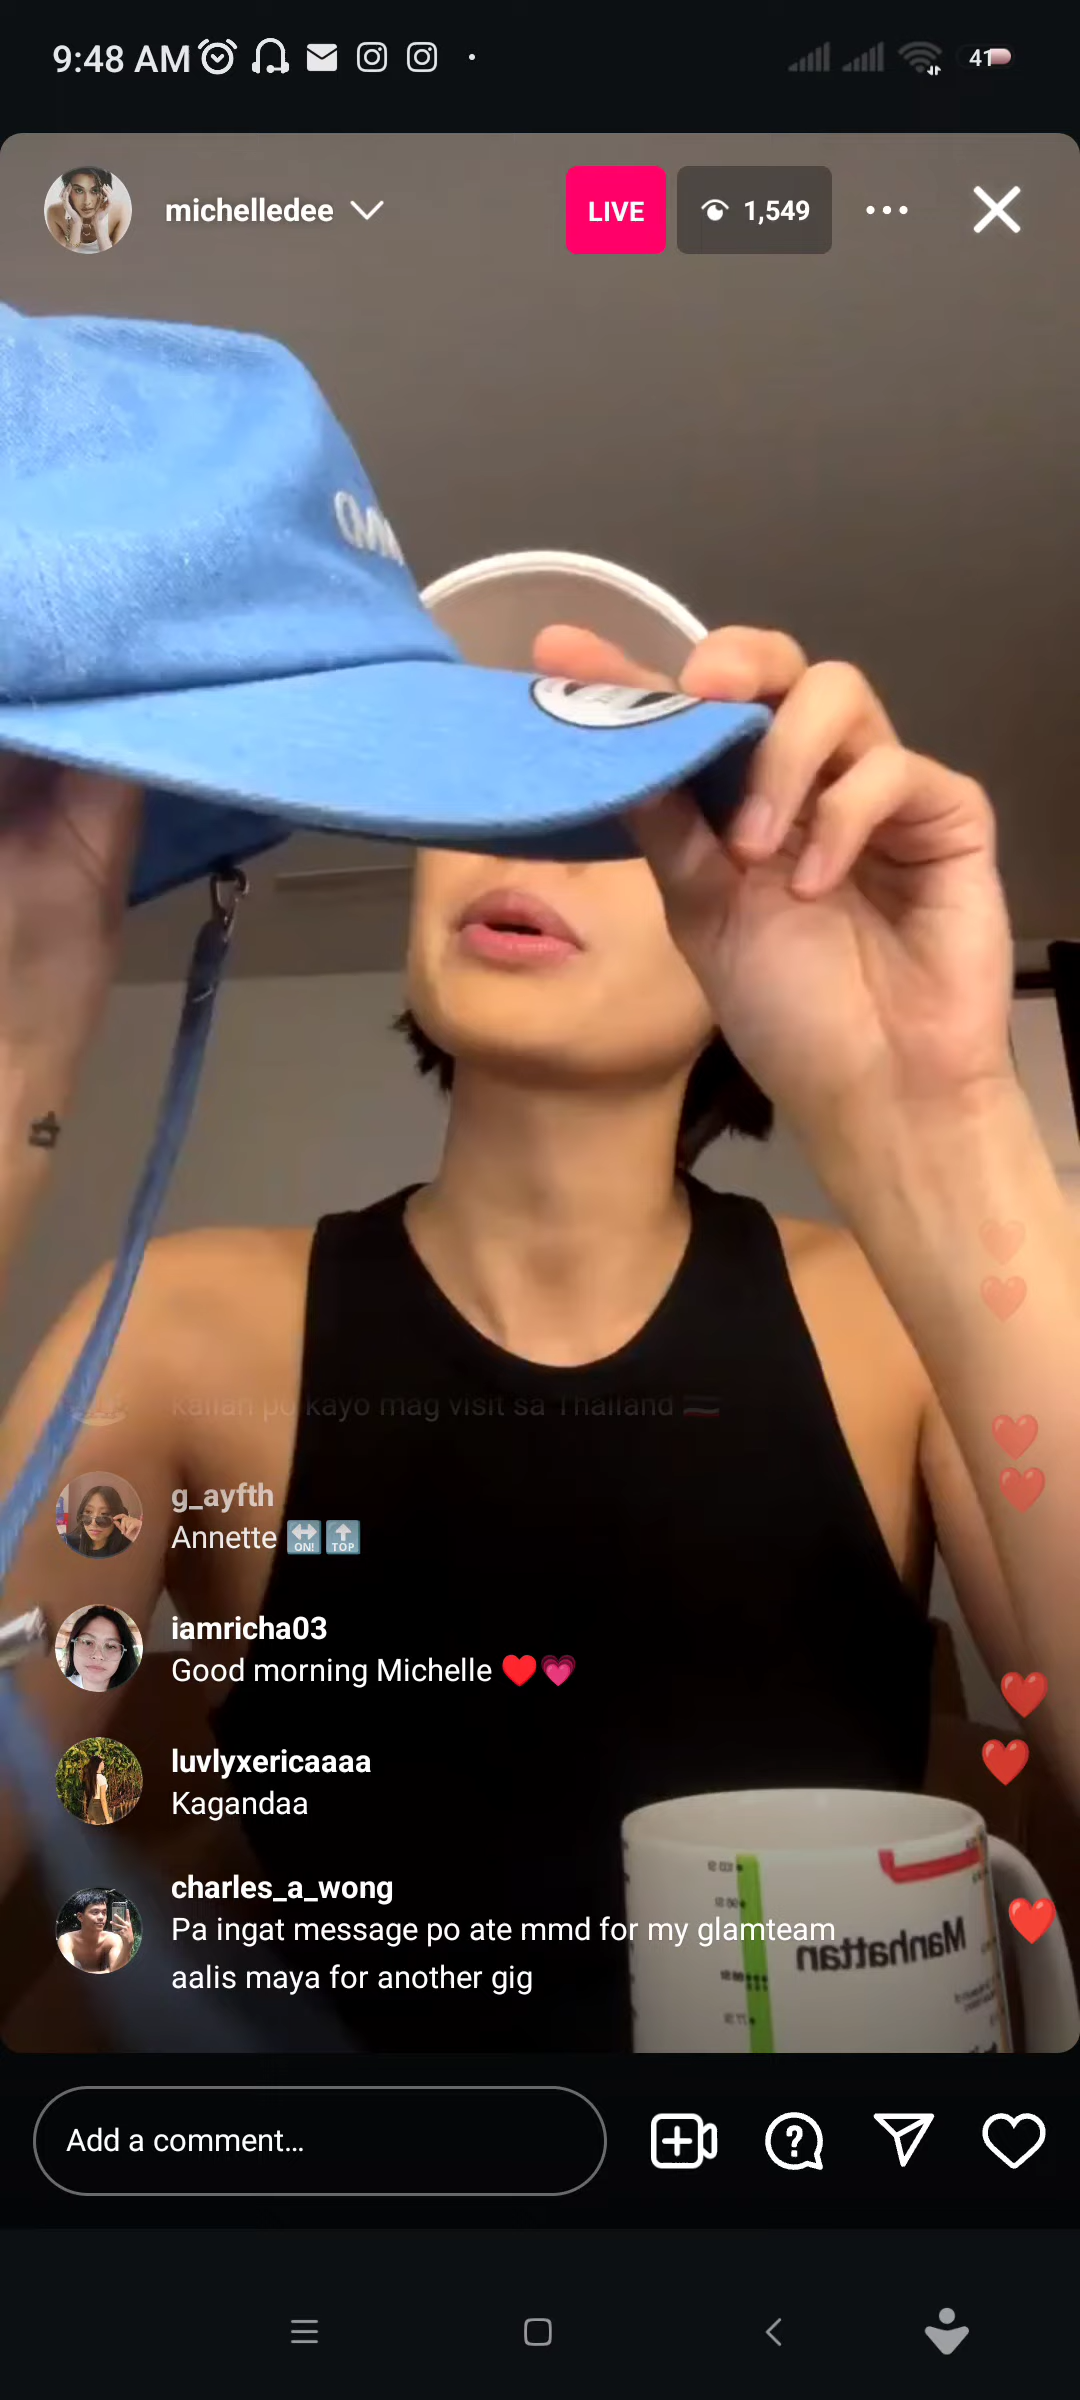 9:48 AM
41
michelledee
LIVE
1,549
kailan po kayo mag visit sa Thailand
g_ayfth
Annette 🔛🔝
iamricha03
Good morning Michelle ❤️💗
luvlyxericaaaa
Kagandaa
charles_a_wong
Pa ingat message po ate mmd for my glamteam
aalis maya for another gig
Manhattan
Add a comment...